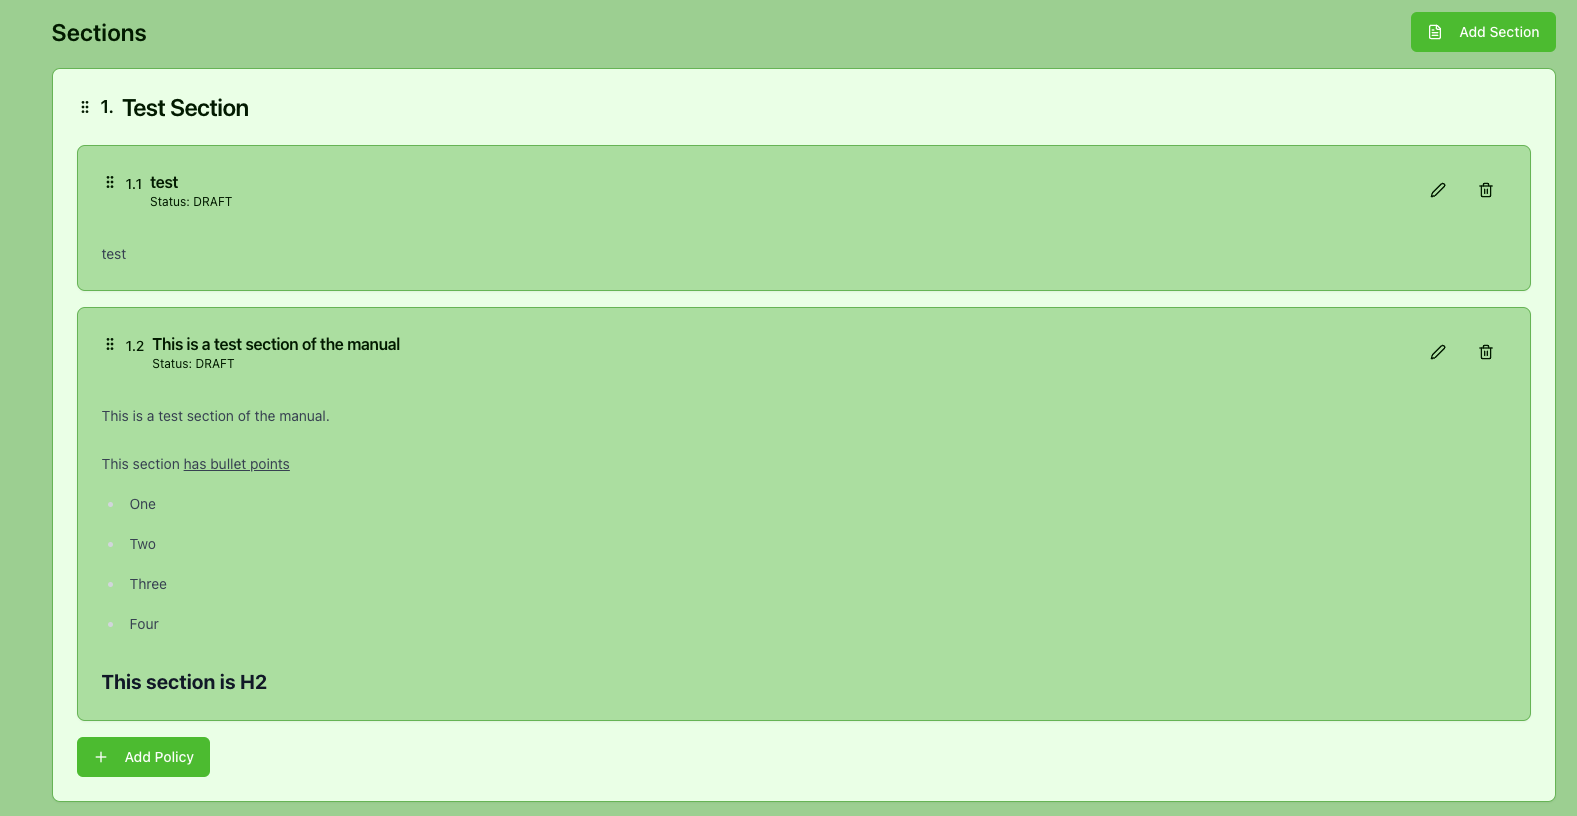 Sections
Add Section
1. Test Section
1.1 test
Status: DRAFT
test
1.2 This is a test section of the manual
Status: DRAFT
This is a test section of the manual.
This section has bullet points
One
Two
Three
Four
This section is H2
Add Policy